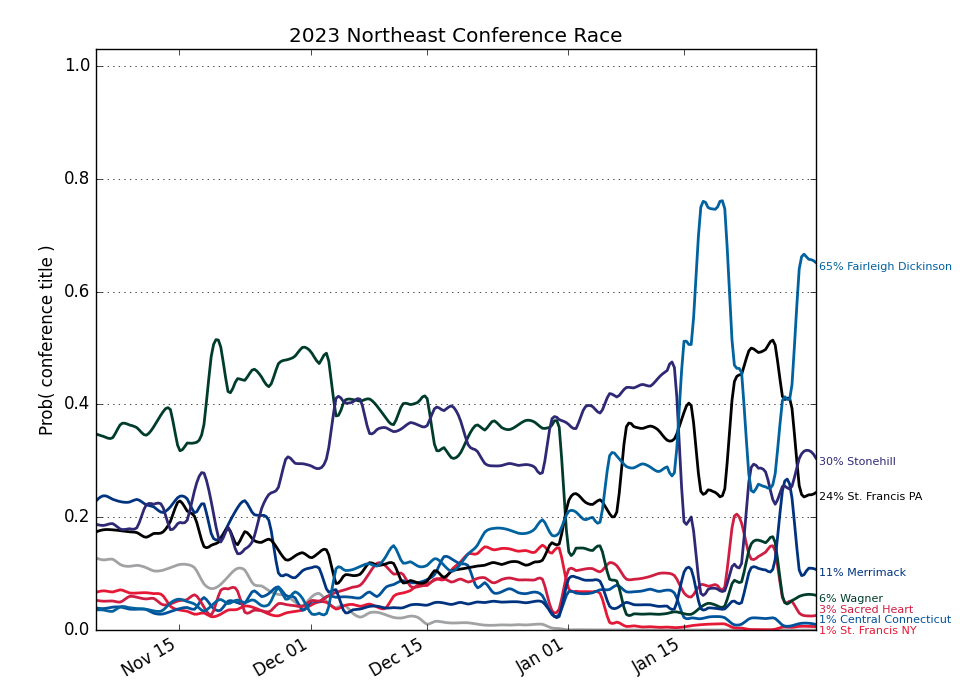 2023 Northeast Conference Race
Prob( conference title )
1.0
0.8
0.6
0.4
0.2
0.0
Nov 15
Dec 01
Dec 15
Jan 01
Jan 15
65% Fairleigh Dickinson
30% Stonehill
24% St. Francis PA
11% Merrimack
6% Wagner
3% Sacred Heart
1% Central Connecticut
1% St. Francis NY